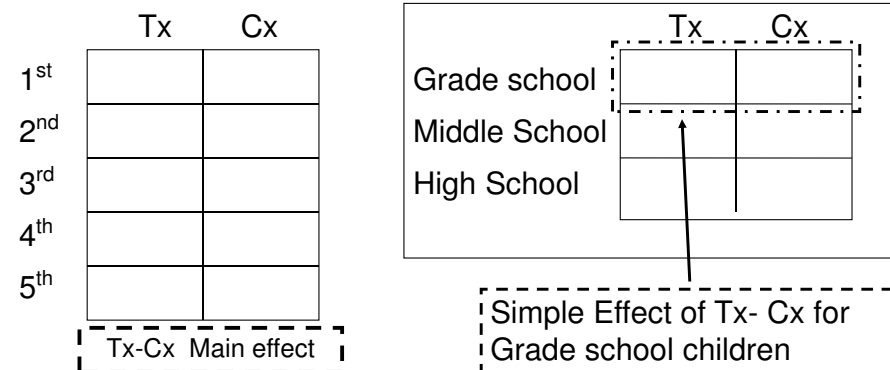 Tx Cx
1st
2nd
3rd
4th
5th
Tx-Cx Main effect
Tx Cx
Grade school
Middle School
High School
Simple Effect of Tx- Cx for
Grade school children